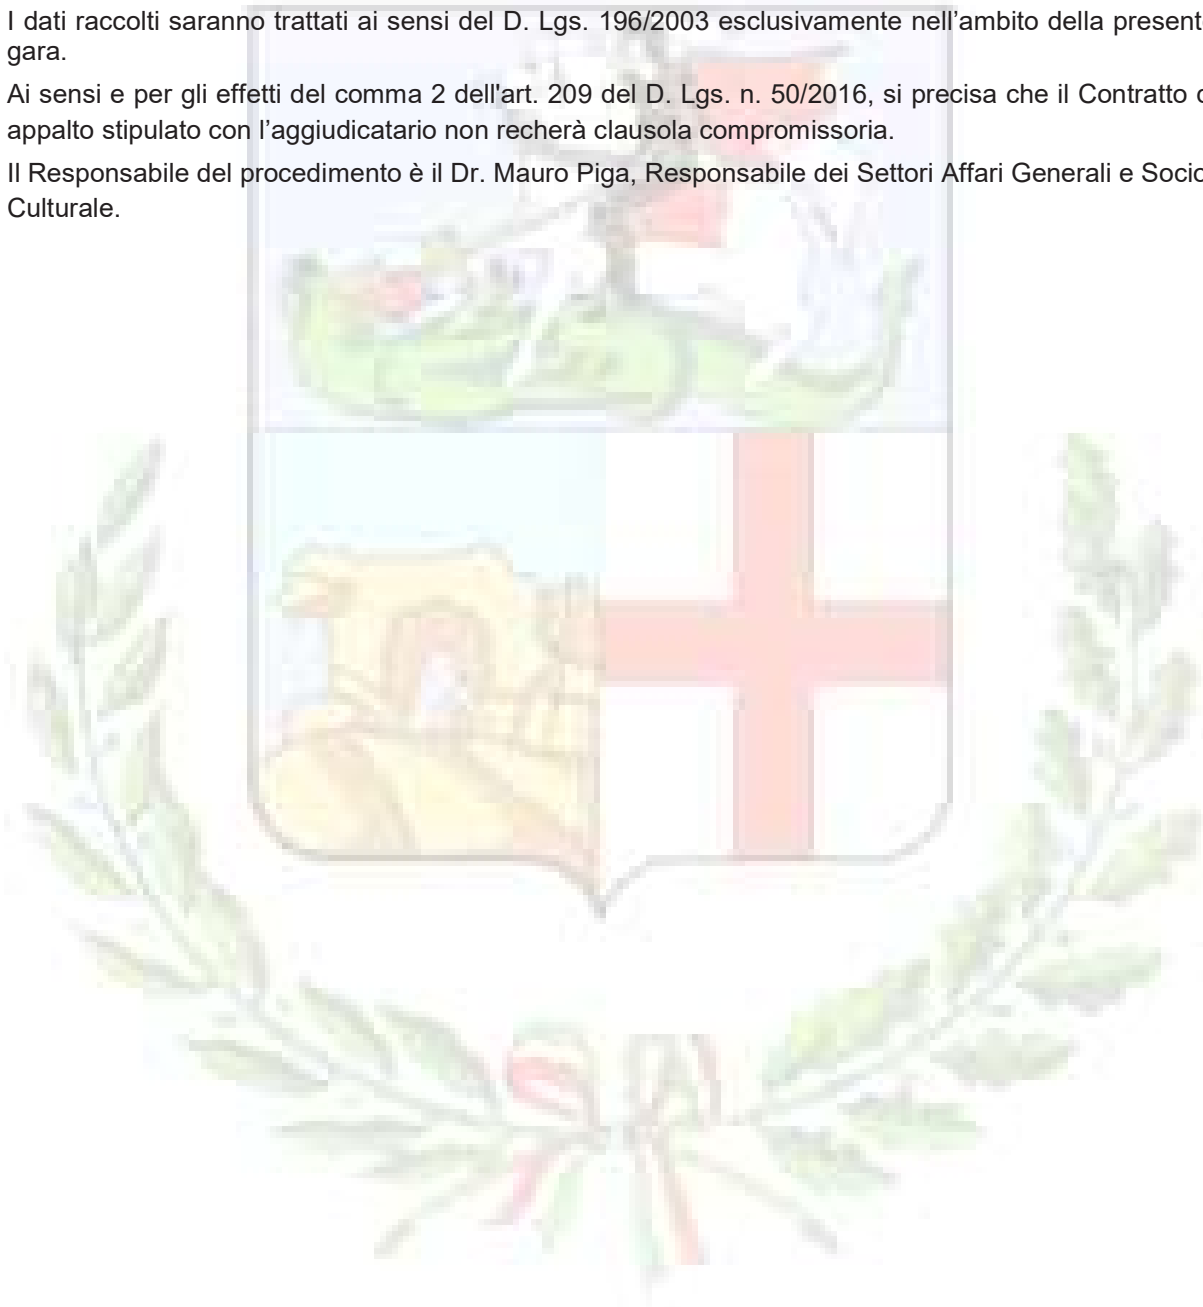 I dati raccolti saranno trattati ai sensi del D. Lgs. 196/2003 esclusivamente nell’ambito della present
gara.
Ai sensi e per gli effetti del comma 2 dell'art. 209 del D. Lgs. n. 50/2016, si precisa che il Contratto d
appalto stipulato con l’aggiudicatario non recherà clausola compromissoria.
Il Responsabile del procedimento è il Dr. Mauro Piga, Responsabile dei Settori Affari Generali e Socio
Culturale.